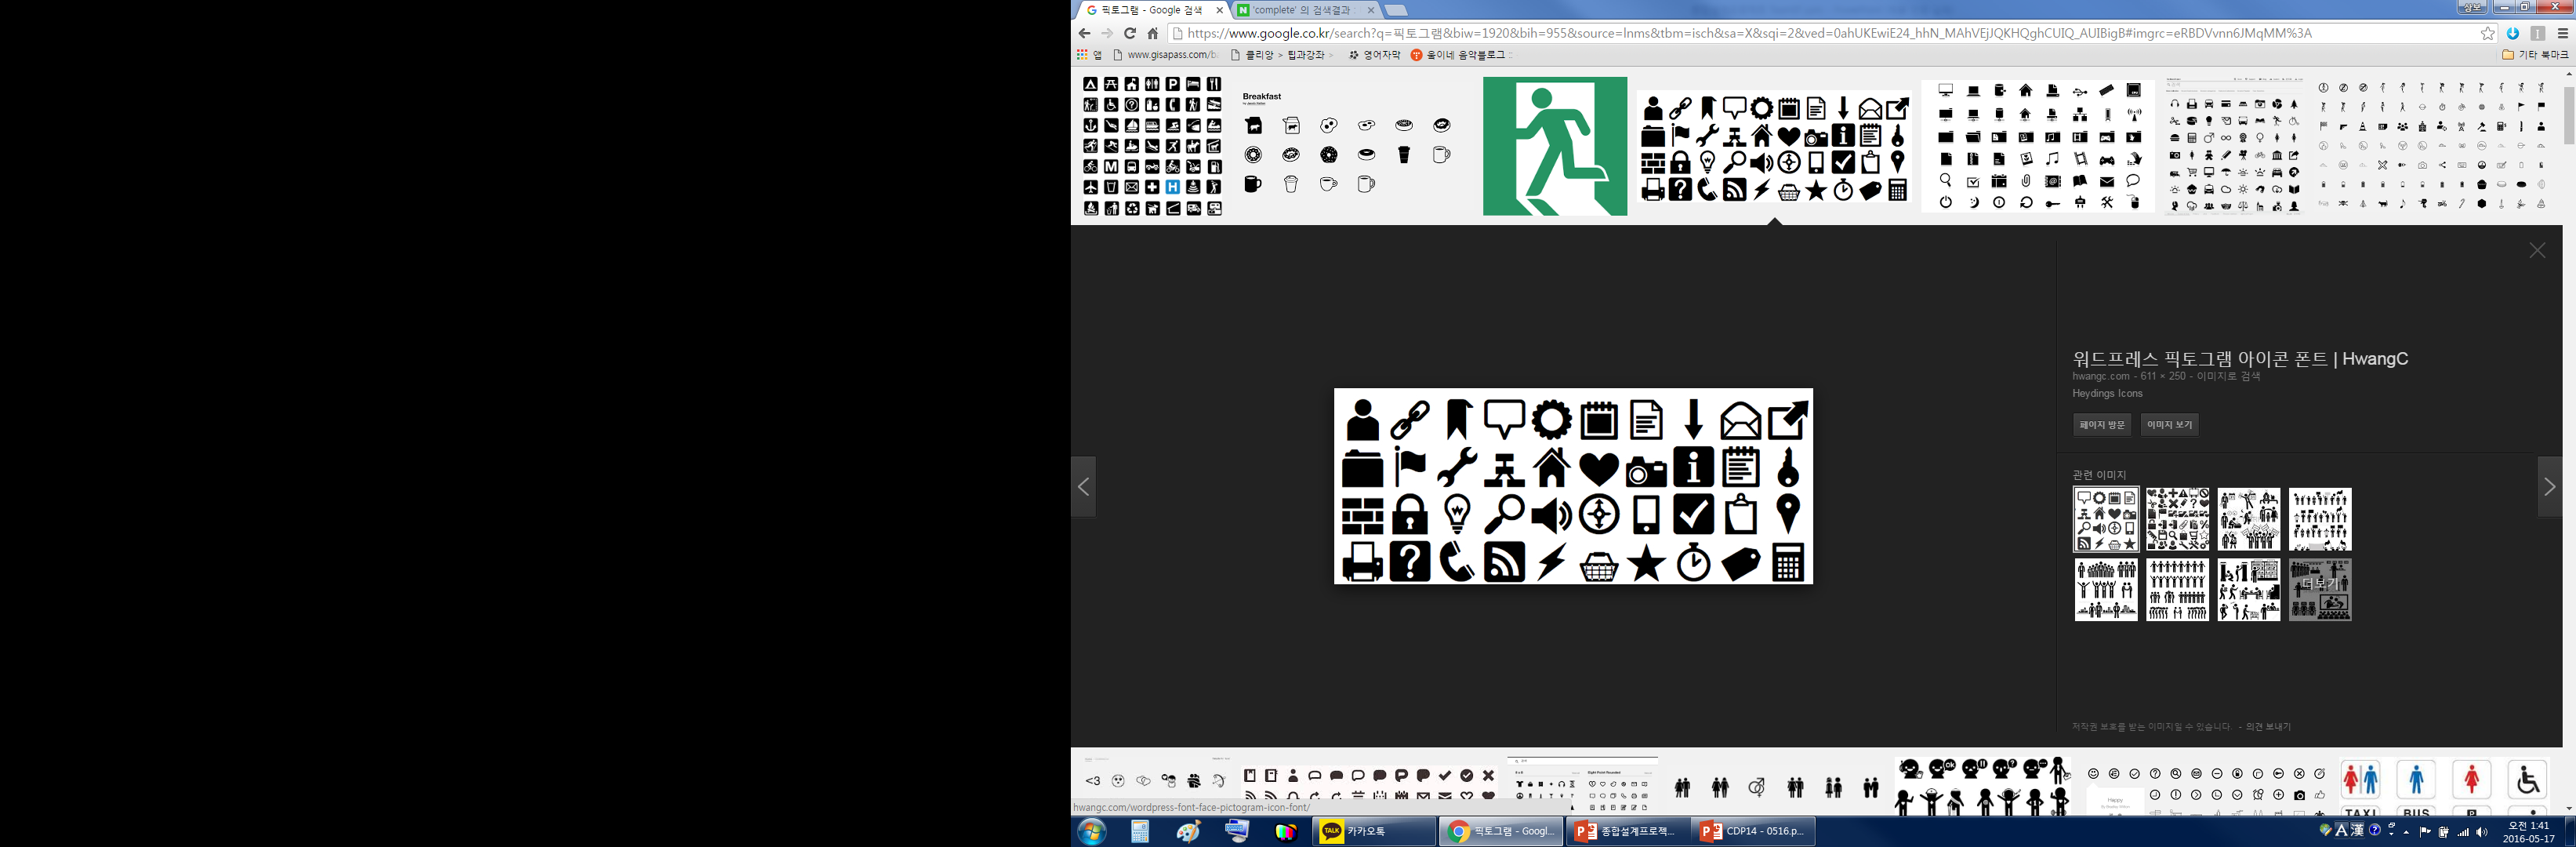 픽토그램 - Google 검색
'complete' 의 검색결과
상보
https://www.google.co.kr/search?q=픽토그램&biw=1920&bih=955&source=lnms&tbm=isch&sa=X&sqi=2&ved=0ahUKEwiE24_hhN_MAhVEjJQKHQghCUIQ_AUIBigB#imgrc=eRBDVvnn6JMqMM%3A
앱
www.gisapass.com/b
클리앙 > 팁과강좌 >
영어자막
울이네 음악블로그
기타 북마크
Breakfast
워드프레스 픽토그램 아이콘 폰트 | HwangC
hwangc.com - 611 × 250 - 이미지로 검색
Heydings Icons
페이지 방문
이미지 보기
관련 이미지
더보기
저작권 보호를 받는 이미지일 수 있습니다. - 의견 보내기
<3
Happy
TAXI
BUS
hwangc.com/wordpress-font-face-pictogram-icon-font/
TALK
카카오톡
픽토그램 - Googl...
종합설계프로젝...
CDP14 - 0516.p...
A 漢
오전 1:41
2016-05-17